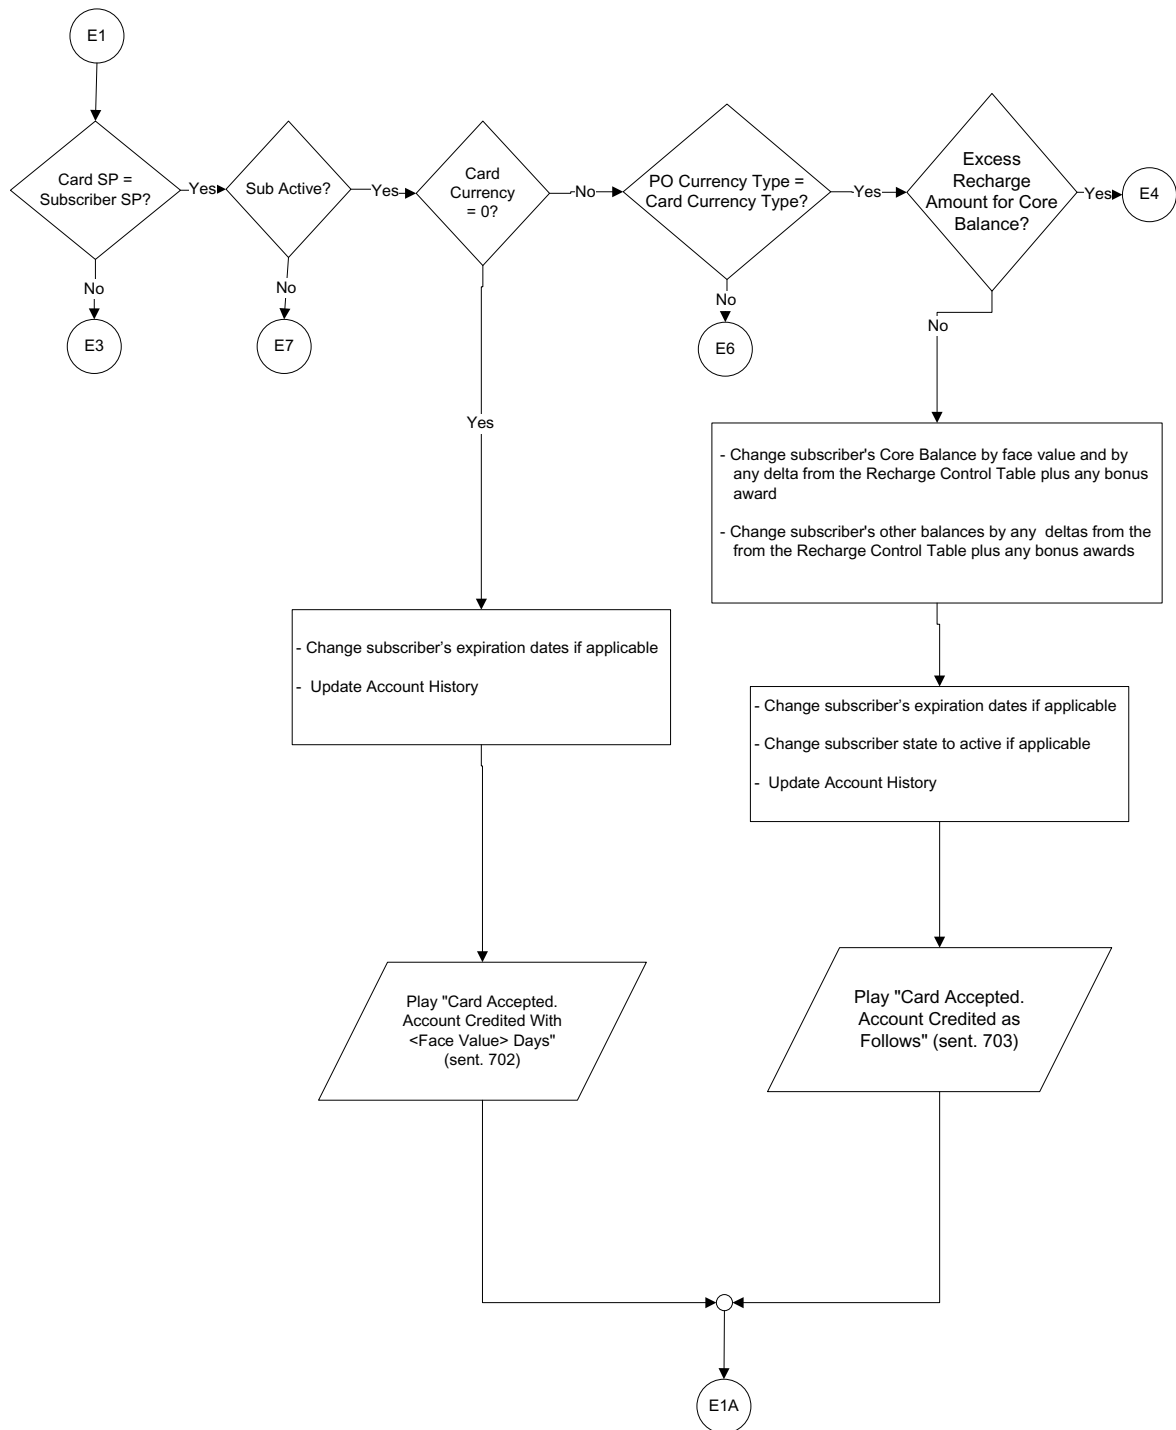 E1
Card SP =
Subscriber SP?
Yes
Sub Active?
Yes
Card
Currency
= 0?
No
PO Currency Type =
Card Currency Type?
Yes
Excess
Recharge
Amount for Core
Balance?
Yes
E4
No
E3
No
E7
No
E6
No
Yes
- Change subscriber's Core Balance by face value and by
any delta from the Recharge Control Table plus any bonus
award
- Change subscriber's other balances by any  deltas from the
from the Recharge Control Table plus any bonus awards
- Change subscriber’s expiration dates if applicable
-  Update Account History
- Change subscriber’s expiration dates if applicable
- Change subscriber state to active if applicable
-  Update Account History
Play "Card Accepted.
Account Credited With
<Face Value> Days"
(sent. 702)
Play "Card Accepted.
Account Credited as
Follows" (sent. 703)
E1A